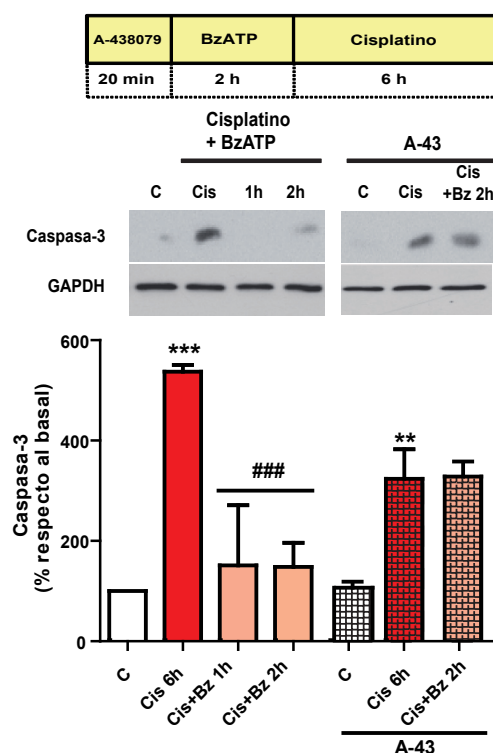 A-438079 BzATP Cisplatino
20 min 2 h 6 h
Cisplatino
+ BzATP
A-43
C Cis 1h 2h C Cis Cis
+Bz 2h
Caspasa-3
GAPDH
Caspasa-3
(% respecto al basal)
600
400
200
0
***
###
**
C
Cis 6h
Cis+Bz 1h
Cis+Bz 2h
C
Cis 6h
Cis+Bz 2h
A-43